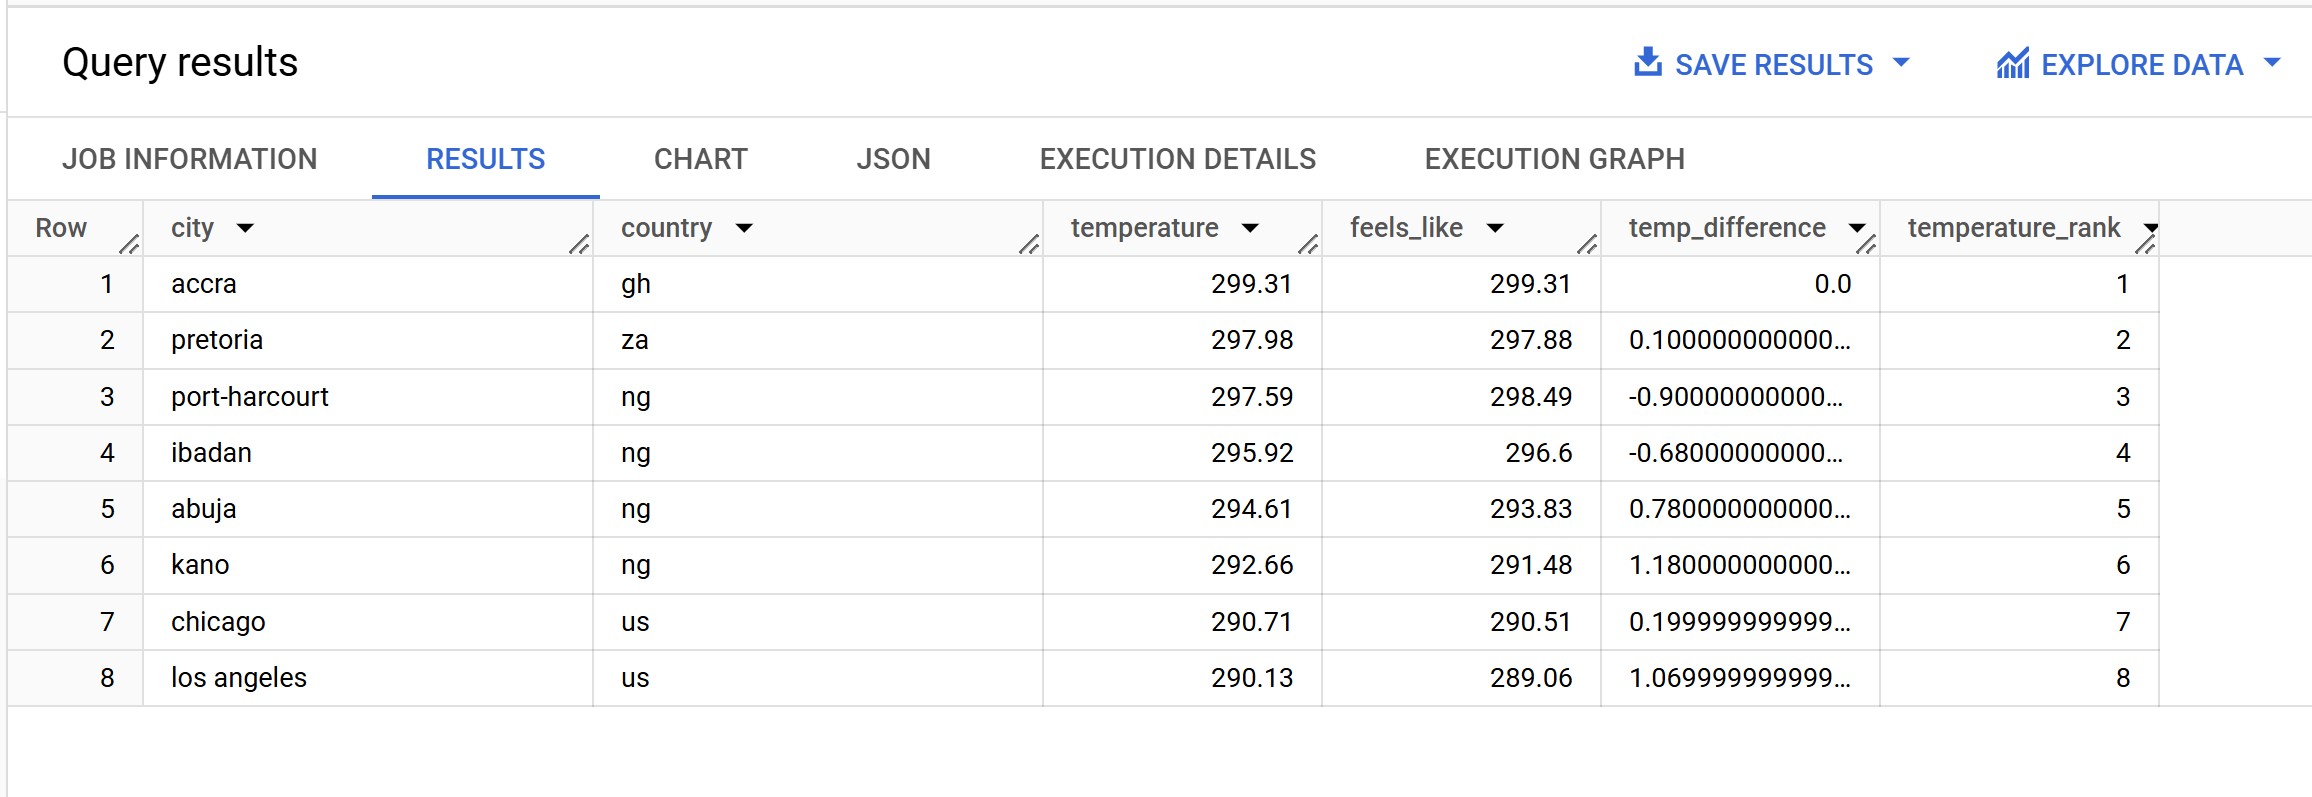 Query results SAVE RESULTS EXPLORE DATA
JOB INFORMATION RESULTS CHART JSON EXECUTION DETAILS EXECUTION GRAPH
Row city country temperature feels_like temp_difference temperature_rank
1 accra gh 299.31 299.31 0.0 1
2 pretoria za 297.98 297.88 0.100000000000... 2
3 port-harcourt ng 297.59 298.49 -0.90000000000... 3
4 ibadan ng 295.92 296.6 -0.68000000000... 4
5 abuja ng 294.61 293.83 0.780000000000... 5
6 kano ng 292.66 291.48 1.180000000000... 6
7 chicago us 290.71 290.51 0.199999999999... 7
8 los angeles us 290.13 289.06 1.069999999999... 8